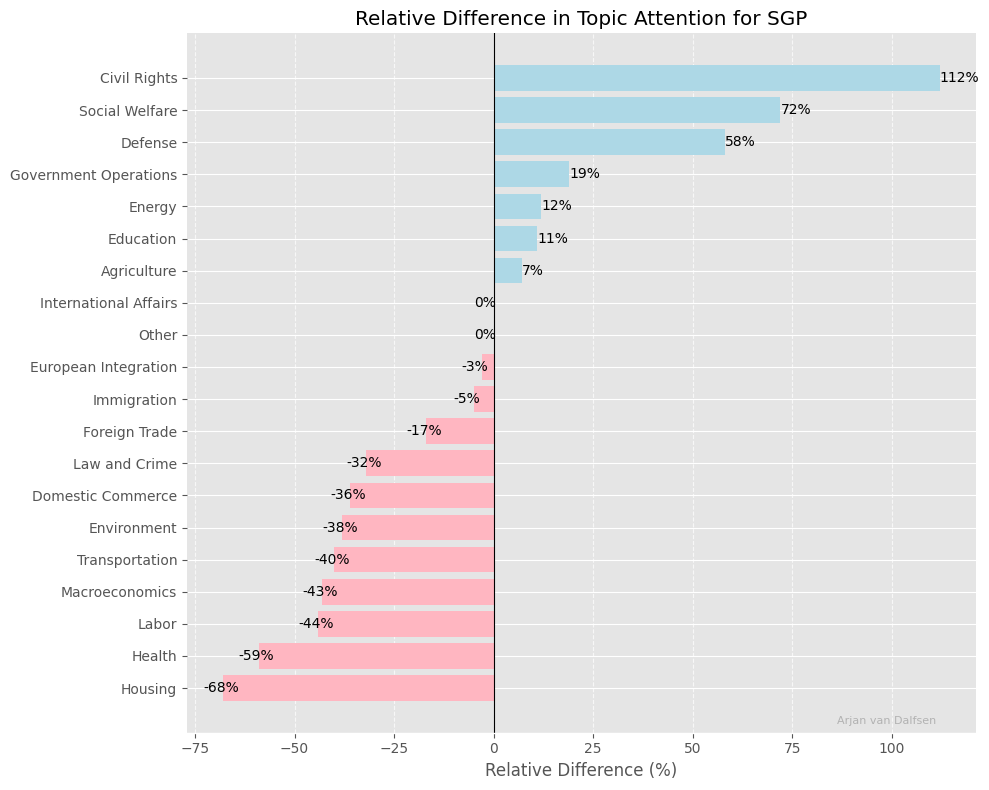 Relative Difference in Topic Attention for SGP
Civil Rights 112%
Social Welfare 72%
Defense 58%
Government Operations 19%
Energy 12%
Education 11%
Agriculture 7%
International Affairs 0%
Other 0%
European Integration -3%
Immigration -5%
Foreign Trade -17%
Law and Crime -32%
Domestic Commerce -36%
Environment -38%
Transportation -40%
Macroeconomics -43%
Labor -44%
Health -59%
Housing -68%
Arjan van Dalfsen
−75 −50 −25 0 25 50 75 100
Relative Difference (%)